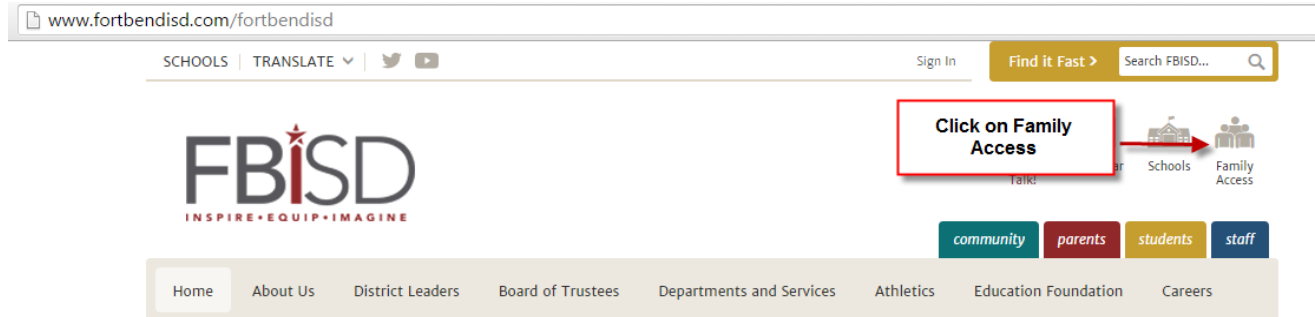 www.fortbendisd.com/fortbendisd
SCHOOLS TRANSLATE Sign In Find it Fast > Search FBISD...
Click on Family
Access
FBISD
INSPIRE•EQUIP•IMAGINE
Talk! Schools Family
Access
community parents students staff
Home About Us District Leaders Board of Trustees Departments and Services Athletics Education Foundation Careers